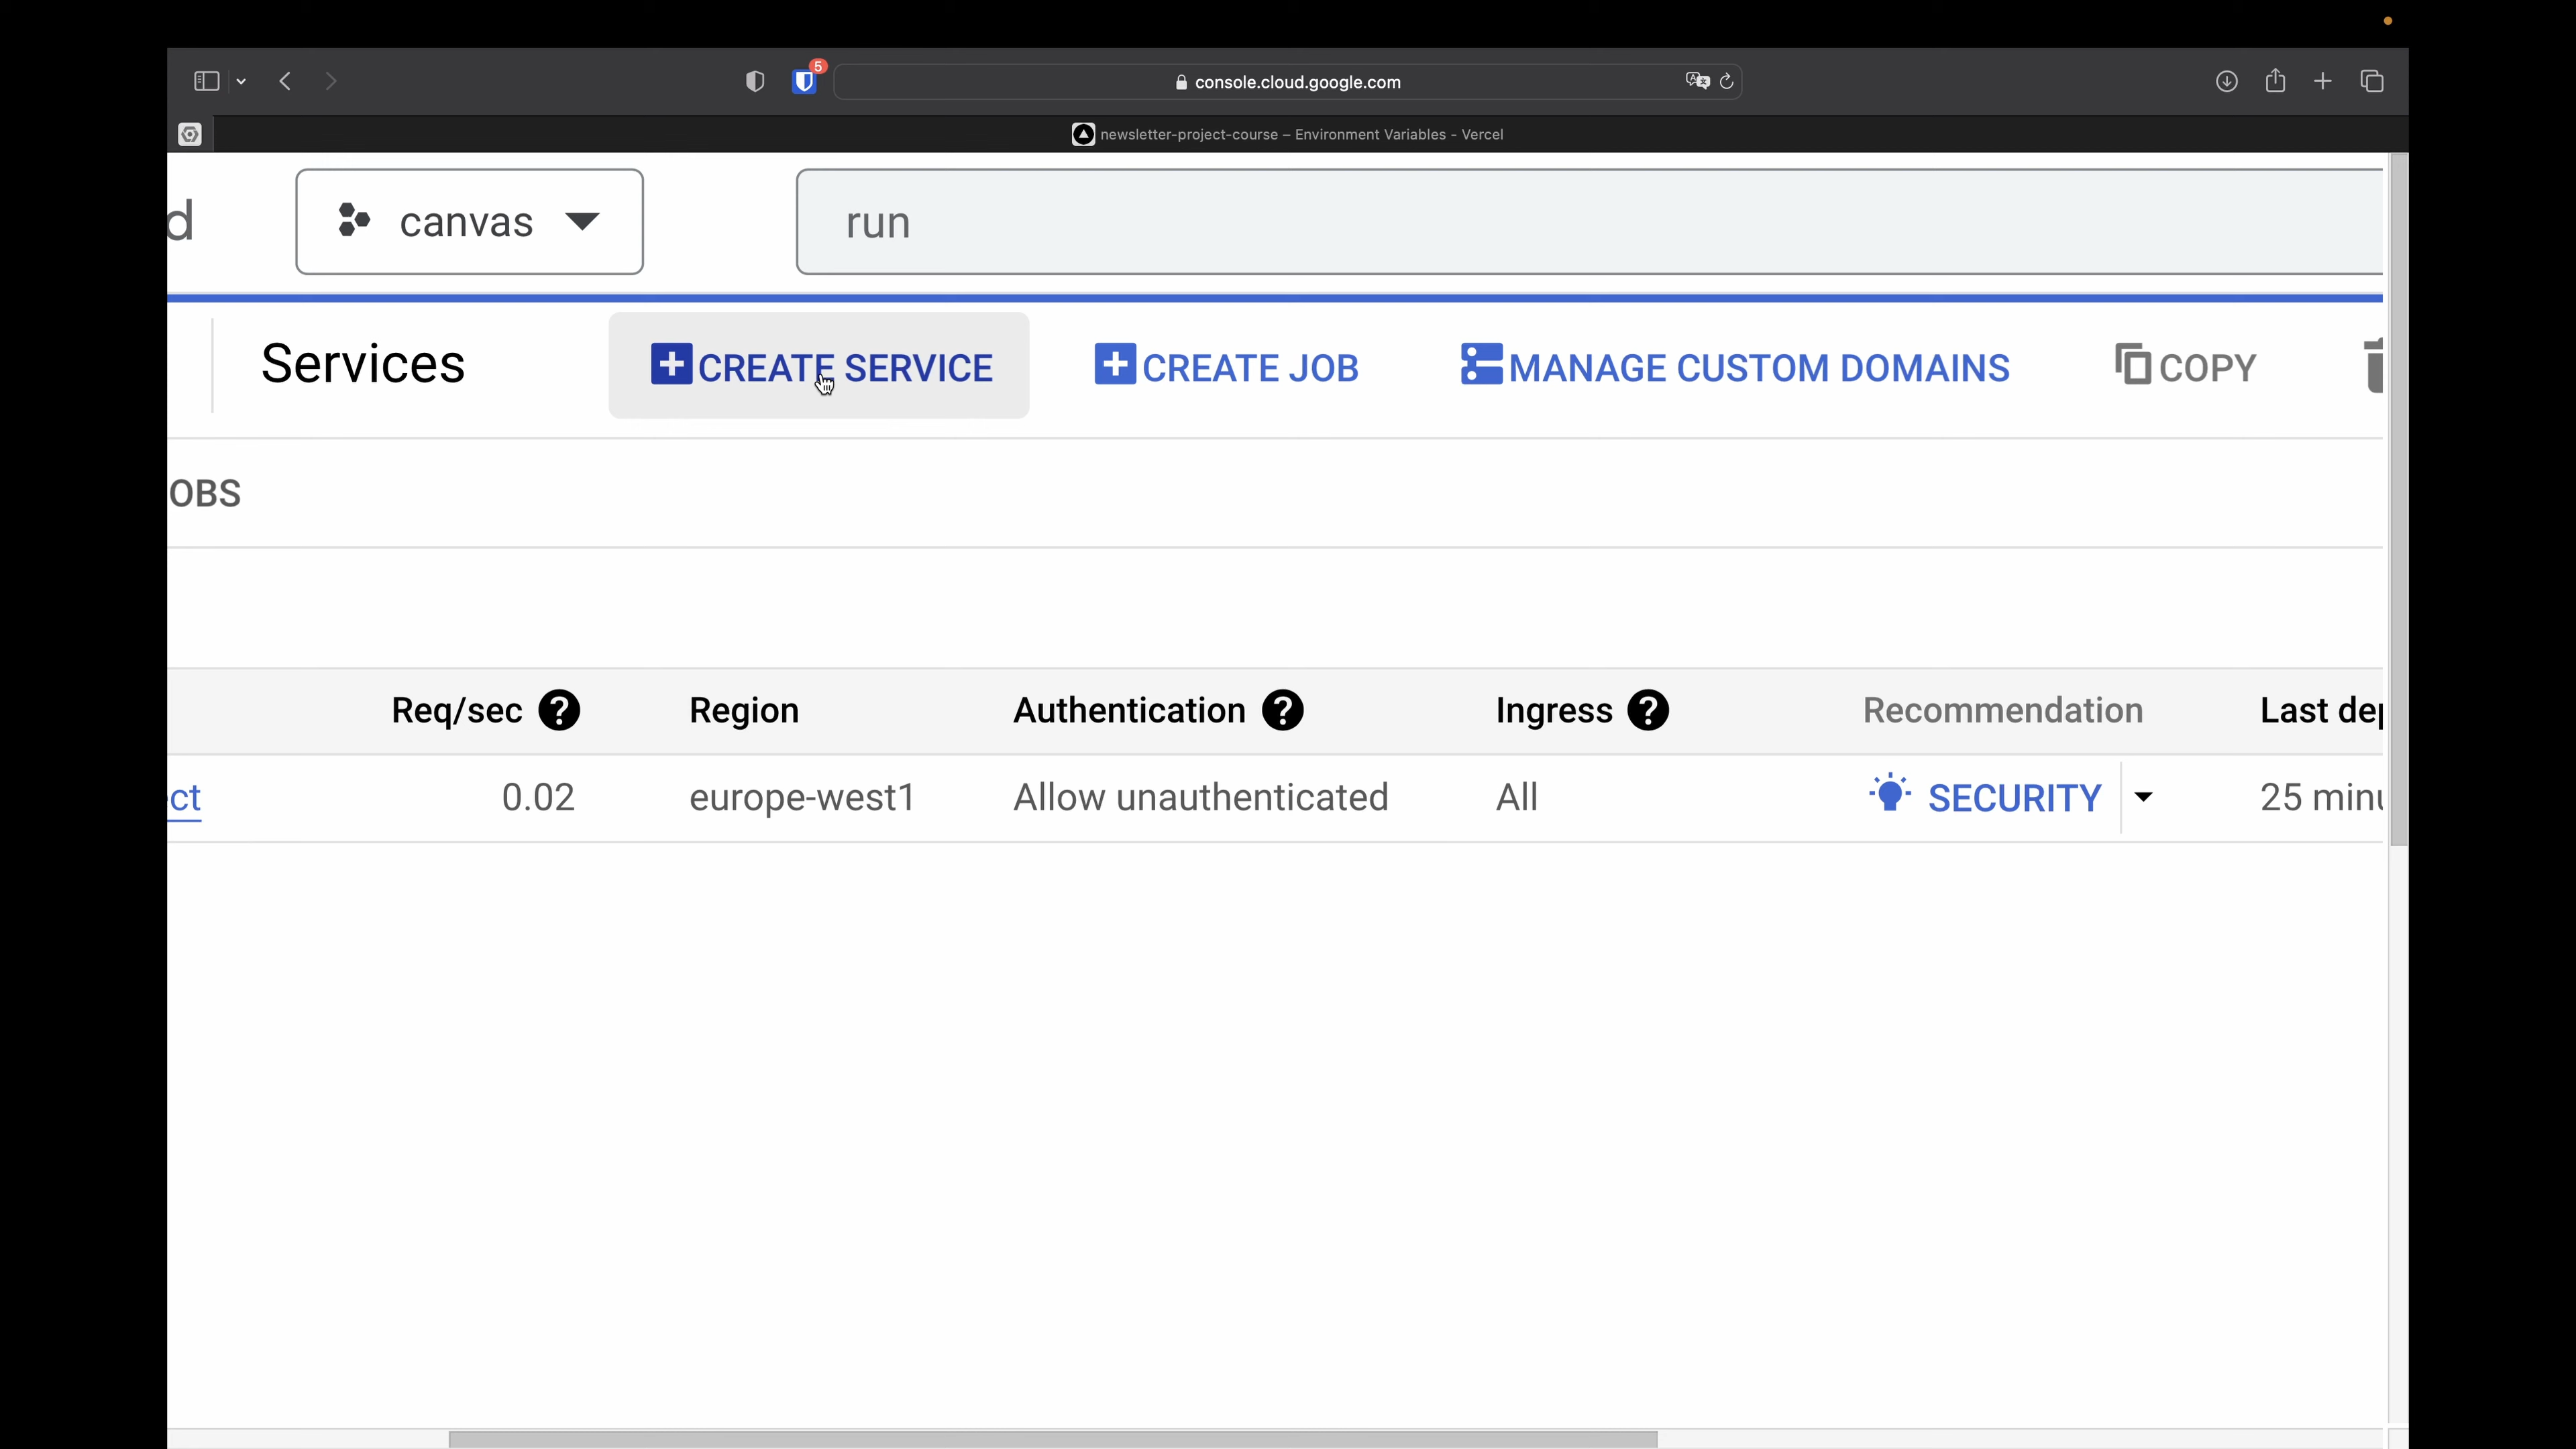 5
console.cloud.google.com
newsletter-project-course – Environment Variables - Vercel
d
canvas
run
Services
CREATE SERVICE
CREATE JOB
MANAGE CUSTOM DOMAINS
COPY
OBS
Req/sec ? Region Authentication ? Ingress ? Recommendation Last dep
ct 0.02 europe-west1 Allow unauthenticated All SECURITY 25 minu